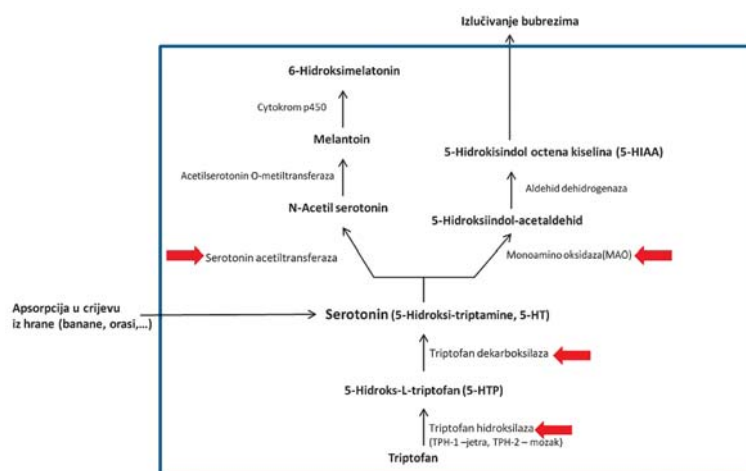 Izlučivanje bubrezima
6-Hidroksimelatonin
Cytokrom p450
Melantoin
5-Hidrokisindol octena kiselina (5-HIAA)
Acetilserotonin O-metiltransferaza
Aldehid dehidrogenaza
N-Acetil serotonin
5-Hidroksiindol-acetaldehid
Serotonin acetiltransferaza
Monoamino oksidaza(MAO)
Apsorpcija u crijevu
iz hrane (banane, orasi,...)
Serotonin (5-Hidroksi-triptamine, 5-HT)
Triptofan dekarboksilaza
5-Hidroks-L-triptofan (5-HTP)
Triptofan hidroksilaza
(TPH-1 –jetra, TPH-2 – mozak)
Triptofan